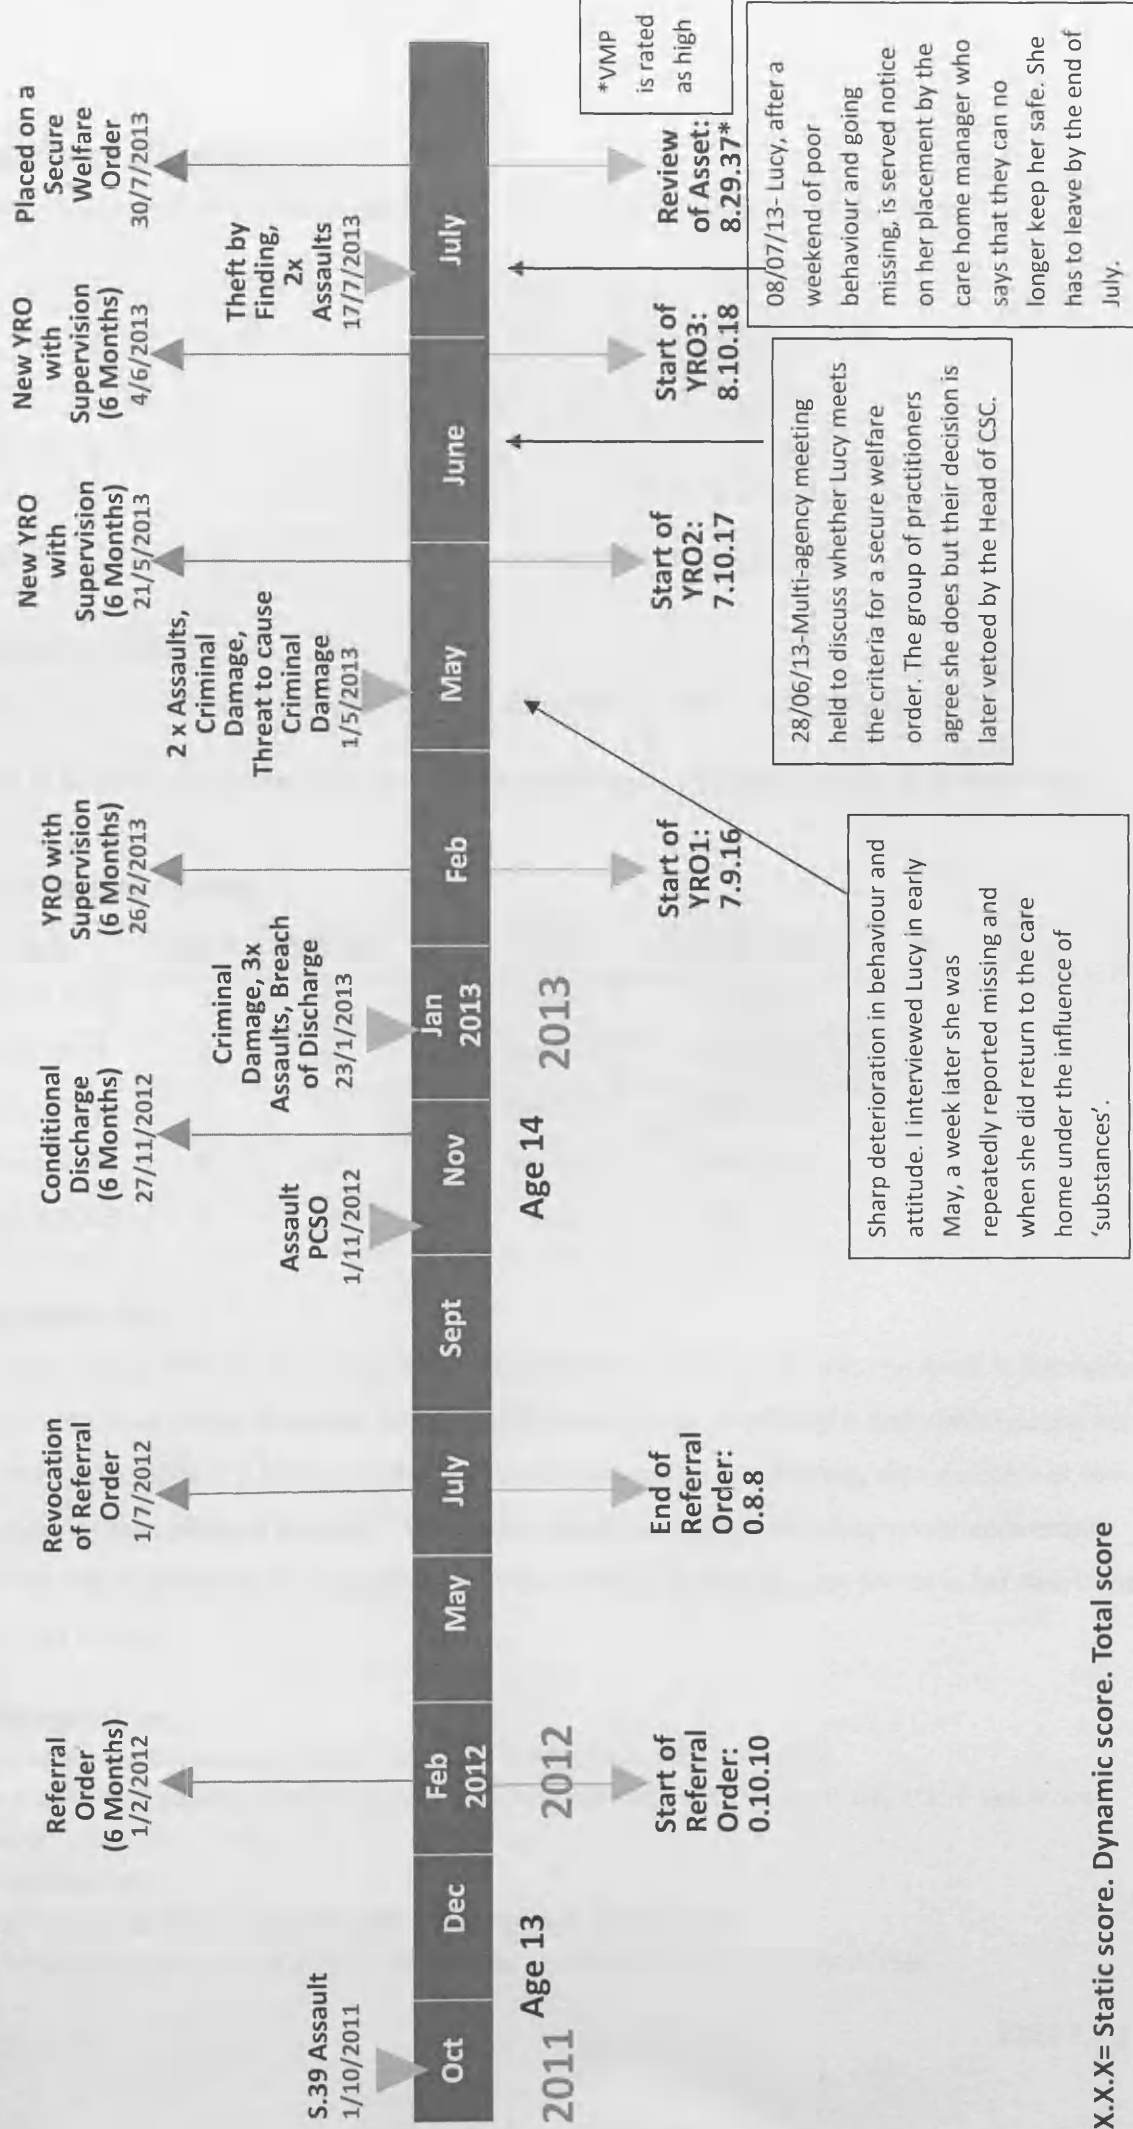 S.39 Assault
1/10/2011
Referral
Order
(6 Months)
1/2/2012
Revocation
of Referral
Order
1/7/2012
Assault
PCSO
1/11/2012
Conditional
Discharge
(6 Months)
27/11/2012
Criminal
Damage, 3x
Assaults, Breach
of Discharge
23/1/2013
YRO with
Supervision
(6 Months)
26/2/2013
2 x Assaults,
Criminal
Damage,
Threat to cause
Criminal
Damage
1/5/2013
New YRO
with
Supervision
(6 Months)
21/5/2013
New YRO
with
Supervision
(6 Months)
4/6/2013
Theft by
Finding,
2x
Assaults
17/7/2013
Placed on a
Secure
Welfare
Order
30/7/2013
Oct
Dec
Feb
2012
May
July
Sept
Nov
Jan
2013
Feb
May
June
July
2011
Age 13
2012
Age 14
2013
Start of
Referral
Order:
0.10.10
End of
Referral
Order:
0.8.8
Start of
YRO1:
7.9.16
Start of
YRO2:
7.10.17
Start of
YRO3:
8.10.18
Review
of Asset:
8.29.37*
*VMP
is rated
as high
Sharp deterioration in behaviour and
attitude. I interviewed Lucy in early
May, a week later she was
repeatedly reported missing and
when she did return to the care
home under the influence of
‘substances’.
28/06/13-Multi-agency meeting
held to discuss whether Lucy meets
the criteria for a secure welfare
order. The group of practitioners
agree she does but their decision is
later vetoed by the Head of CSC.
08/07/13- Lucy, after a
weekend of poor
behaviour and going
missing, is served notice
on her placement by the
care home manager who
says that they can no
longer keep her safe. She
has to leave by the end of
July.
X.X.X= Static score. Dynamic score. Total score